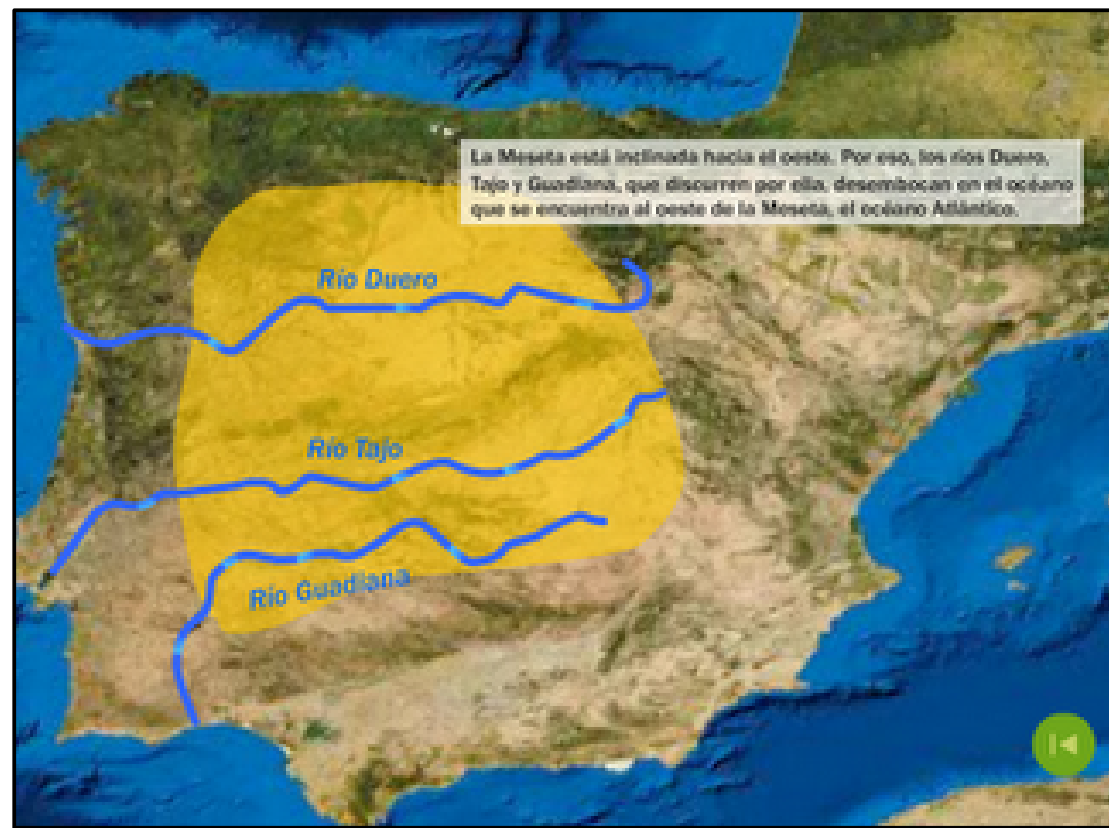 La Meseta está inclinada hacia el oeste. Por eso, los ríos Duero,
Tajo y Guadiana, que discurren por ella, desembocan en el océano
que se encuentra al oeste de la Meseta, el océano Atlántico.
Río Duero
Río Tajo
Río Guadiana